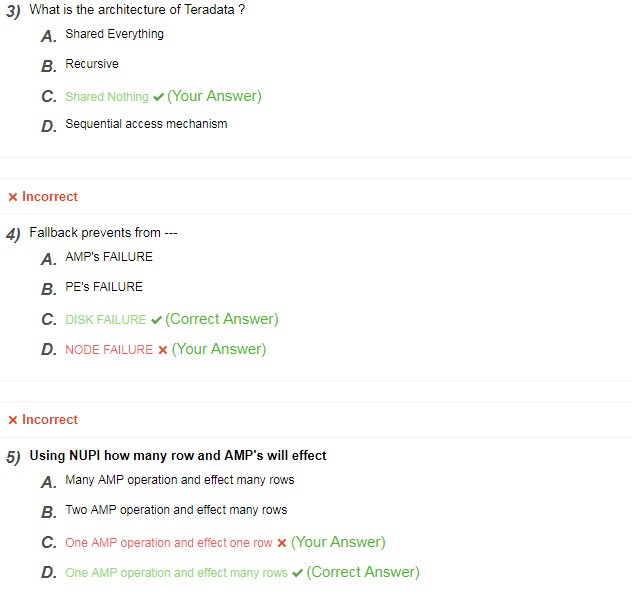 3) What is the architecture of Teradata ?
A. Shared Everything
B. Recursive
C. Shared Nothing ✔ (Your Answer)
D. Sequential access mechanism
✖ Incorrect
4) Fallback prevents from ---
A. AMP's FAILURE
B. PE's FAILURE
C. DISK FAILURE ✔ (Correct Answer)
D. NODE FAILURE ✖ (Your Answer)
✖ Incorrect
5) Using NUPI how many row and AMP's will effect
A. Many AMP operation and effect many rows
B. Two AMP operation and effect many rows
C. One AMP operation and effect one row ✖ (Your Answer)
D. One AMP operation and effect many rows ✔ (Correct Answer)